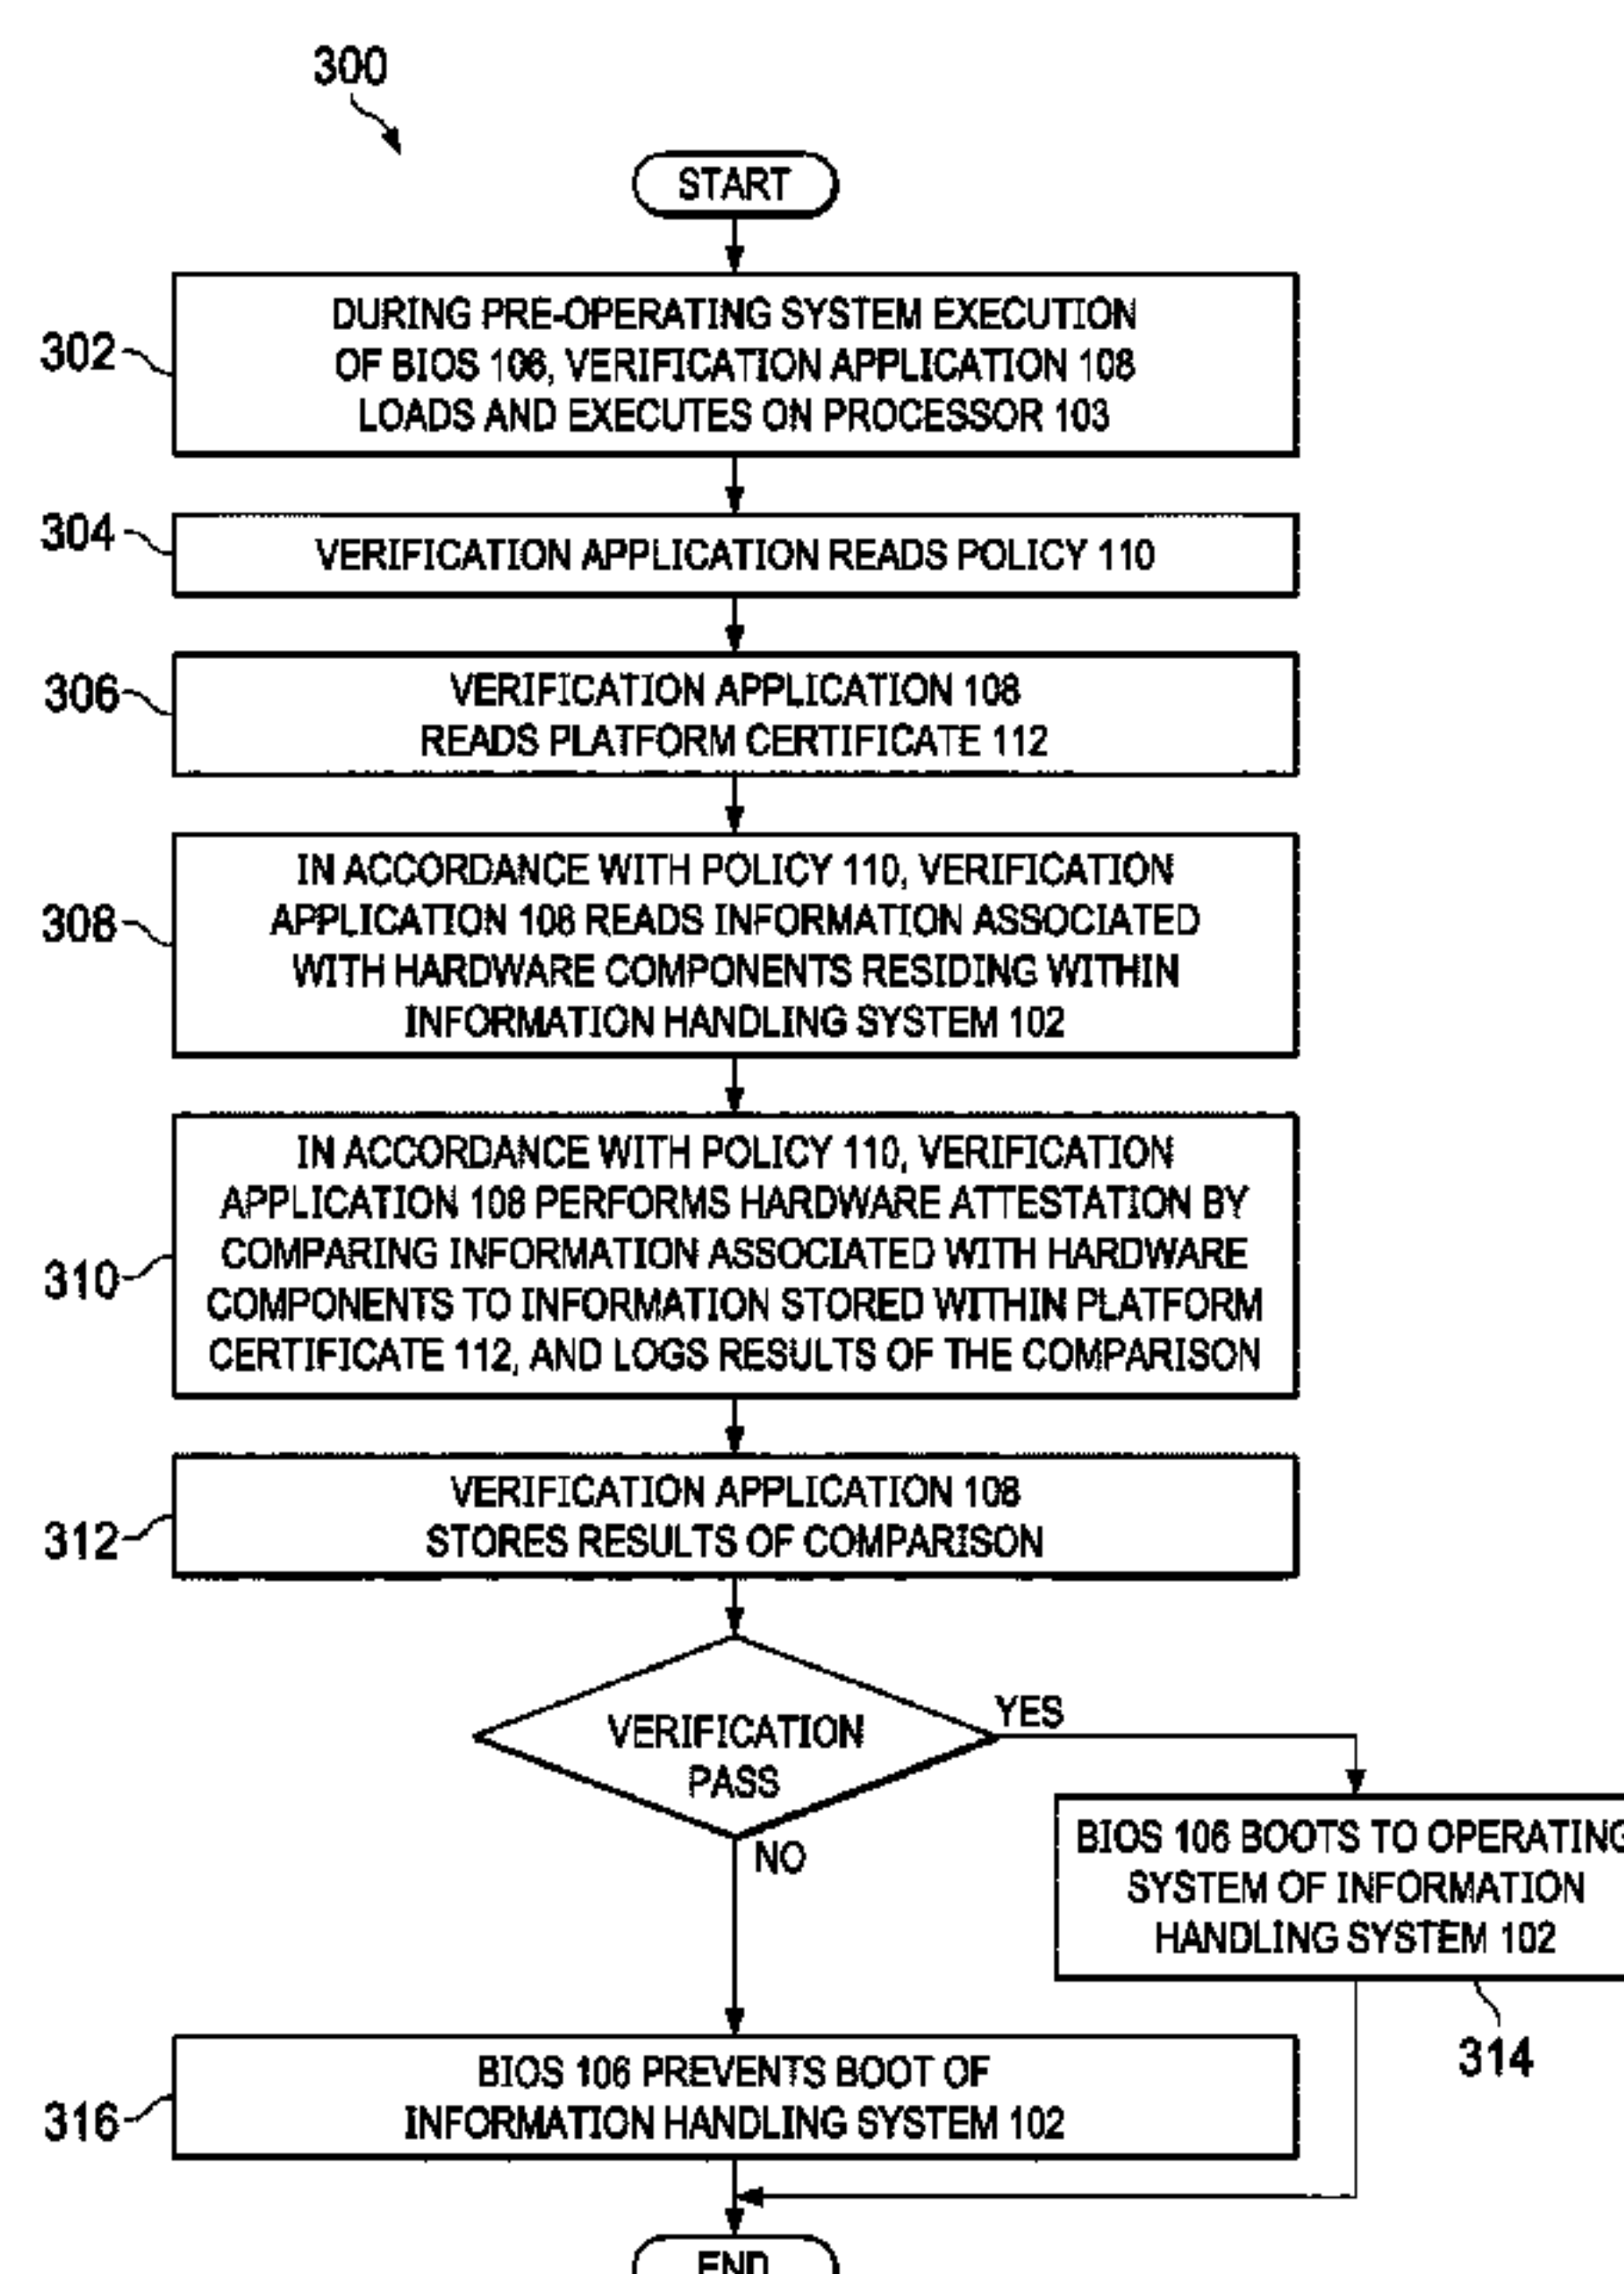 300
START
302
DURING PRE-OPERATING SYSTEM EXECUTION
OF BIOS 106, VERIFICATION APPLICATION 108
LOADS AND EXECUTES ON PROCESSOR 103
304
VERIFICATION APPLICATION READS POLICY 110
306
VERIFICATION APPLICATION 108
READS PLATFORM CERTIFICATE 112
308
IN ACCORDANCE WITH POLICY 110, VERIFICATION
APPLICATION 108 READS INFORMATION ASSOCIATED
WITH HARDWARE COMPONENTS RESIDING WITHIN
INFORMATION HANDLING SYSTEM 102
310
IN ACCORDANCE WITH POLICY 110, VERIFICATION
APPLICATION 108 PERFORMS HARDWARE ATTESTATION BY
COMPARING INFORMATION ASSOCIATED WITH HARDWARE
COMPONENTS TO INFORMATION STORED WITHIN PLATFORM
CERTIFICATE 112, AND LOGS RESULTS OF THE COMPARISON
312
VERIFICATION APPLICATION 108
STORES RESULTS OF COMPARISON
VERIFICATION
PASS
YES
NO
BIOS 106 BOOTS TO OPERATING
SYSTEM OF INFORMATION
HANDLING SYSTEM 102
314
316
BIOS 106 PREVENTS BOOT OF
INFORMATION HANDLING SYSTEM 102
END